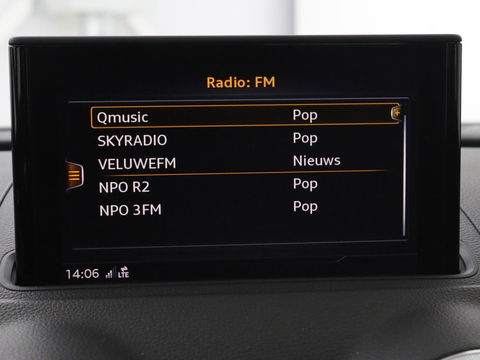 Radio: FM
Qmusic Pop
SKYRADIO Pop
VELUWEFM Nieuws
NPO R2 Pop
NPO 3FM Pop
14:06 LTE